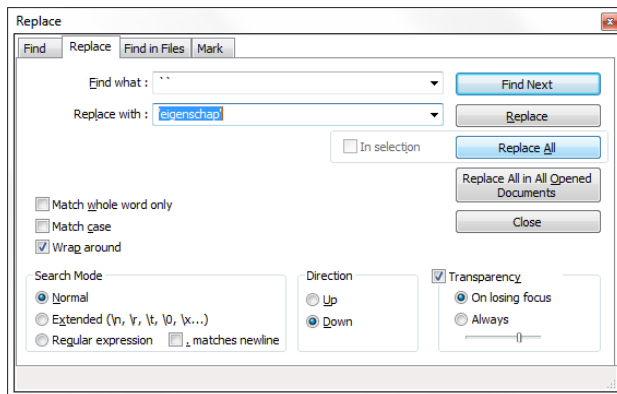 Replace
Find Replace Find in Files Mark
Find what : ``
Find Next
Replace with : `eigenschap`
Replace
In selection
Replace All
Replace All in All Opened
Documents
Match whole word only
Match case
Close
Wrap around
Search Mode
Direction
Transparency
Normal
Up
On losing focus
Extended (\n, \r, \t, \0, \x...)
Down
Always
Regular expression
. matches newline